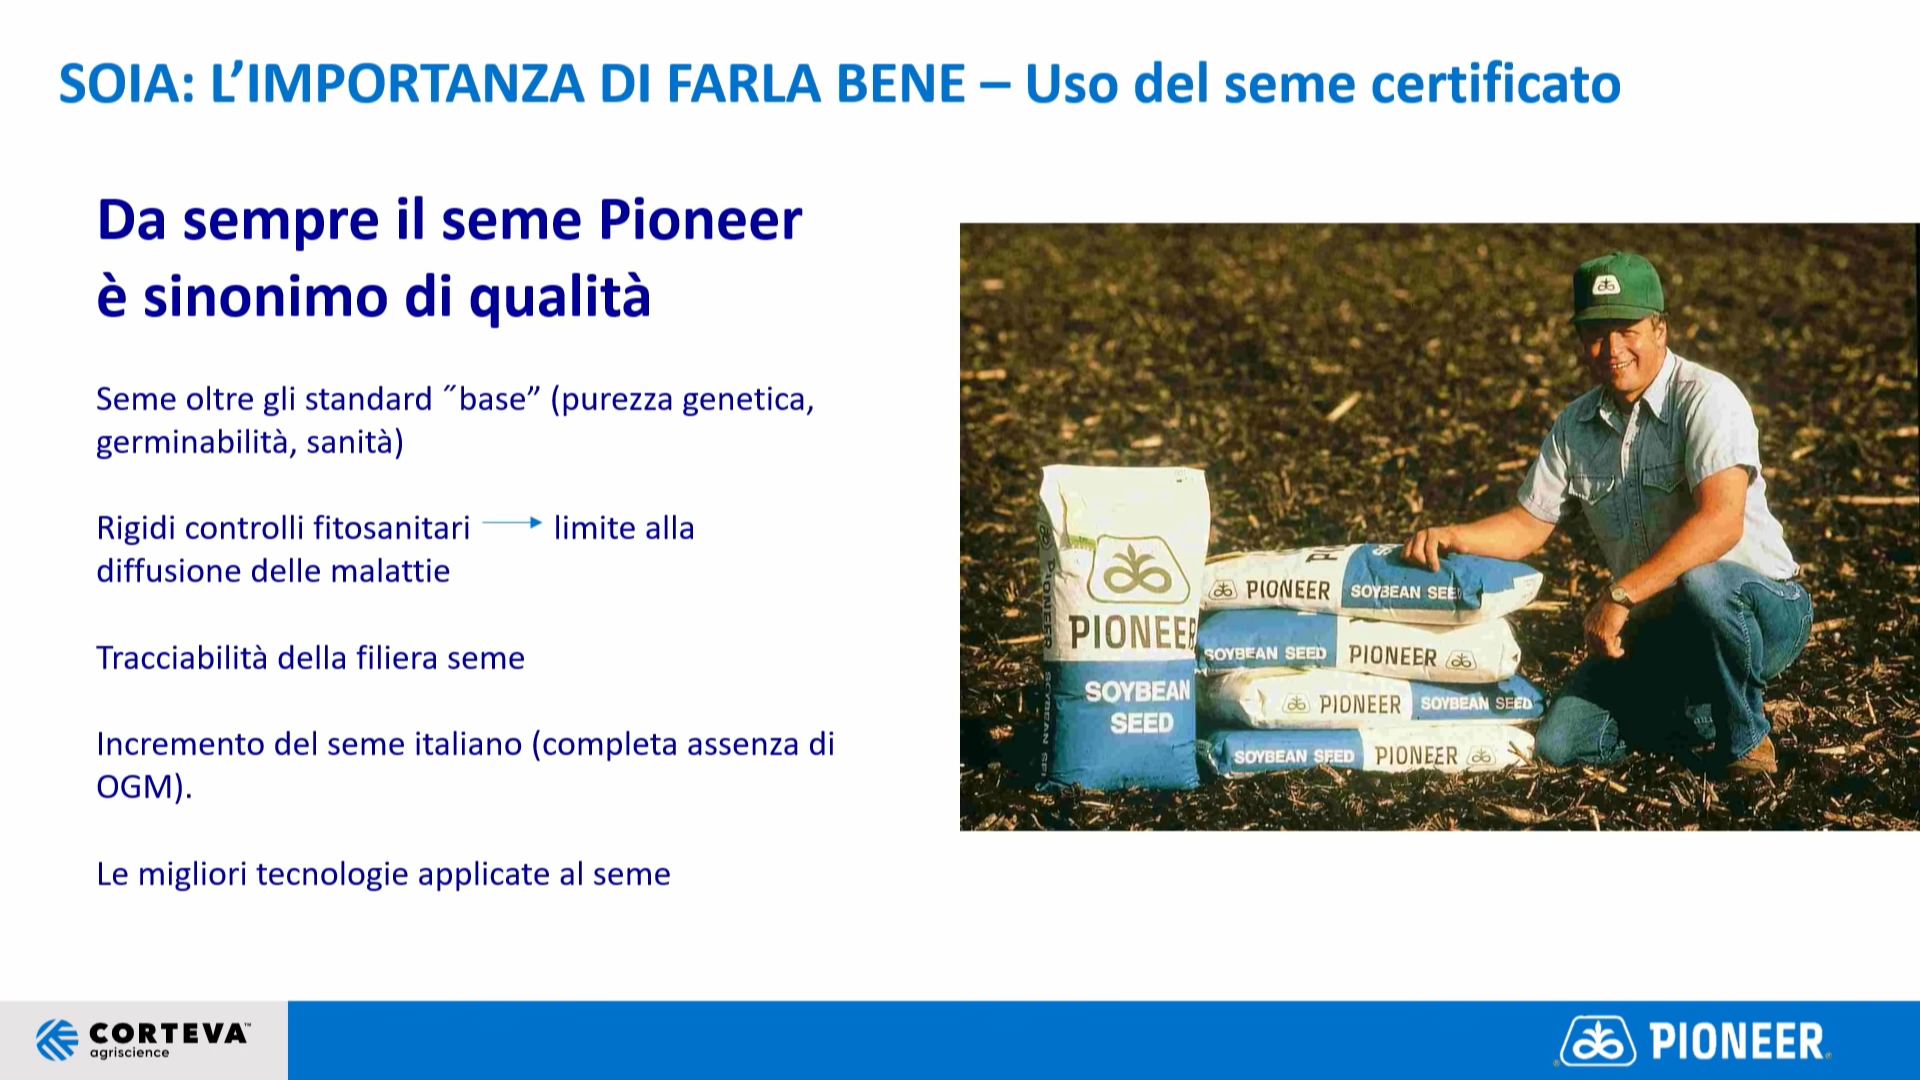 SOIA: L’IMPORTANZA DI FARLA BENE – Uso del seme certificato
Da sempre il seme Pioneer
è sinonimo di qualità
Seme oltre gli standard ˝base” (purezza genetica,
germinabilità, sanità)
Rigidi controlli fitosanitari → limite alla
diffusione delle malattie
Tracciabilità della filiera seme
Incremento del seme italiano (completa assenza di
OGM).
Le migliori tecnologie applicate al seme
PIONEER
SOYBEAN
SEED
PIONEER SOYBEAN SEED
SOYBEAN SEED PIONEER
PIONEER SOYBEAN SEED
SOYBEAN SEED PIONEER
CORTEVA™
agriscience
PIONEER®